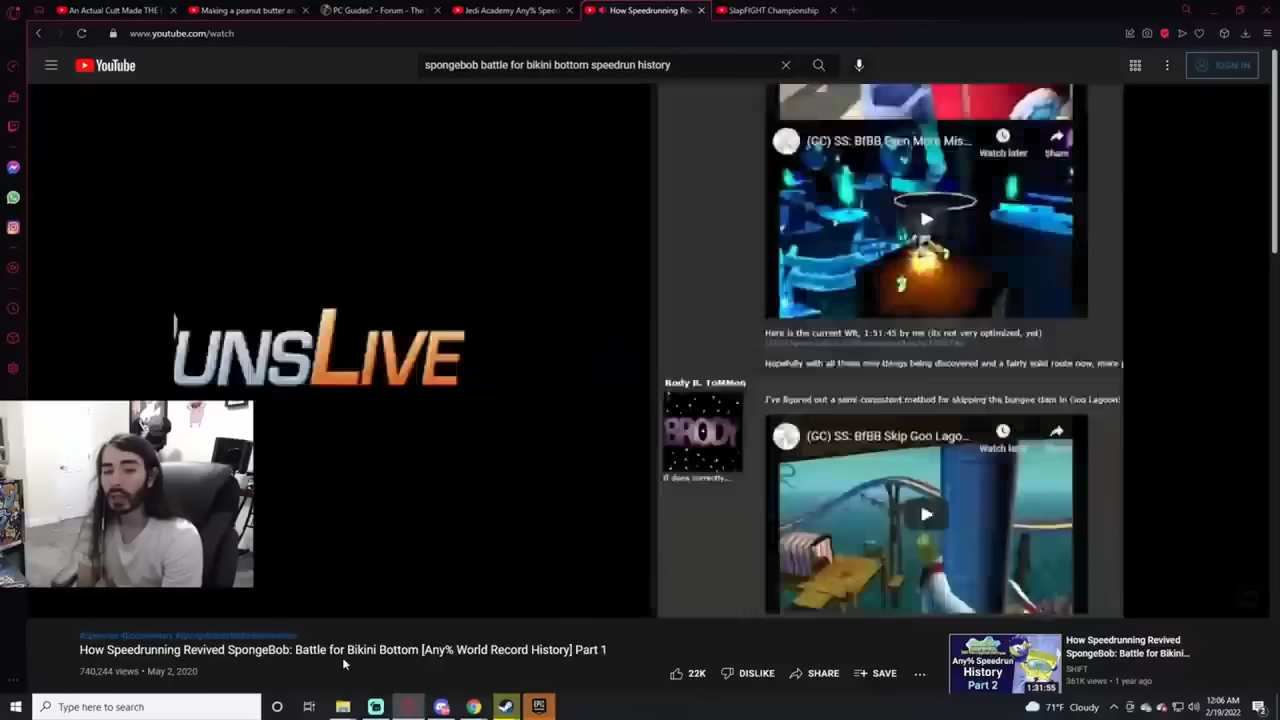 An Actual Cult Made THE
Making a peanut butter an
PC Guides? - Forum - The
Jedi Academy Any% Speed
How Speedrunning Rev
SlapFIGHT Championship
www.youtube.com/watch
YouTube
spongebob battle for bikini bottom speedrun history
SIGN IN
(GC) SS: BfBB Even More Mis...
Watch later
Share
UNSLIVE
Here is the current WR, 1:51:45 by me (its not very optimized, yet)
Hopefully with all these new things being discovered and a fairly solid route now, more
I've figured out a semi-consistent method for skipping the bungee clam in Goo Lagoon!
BRODY
(GC) SS: BfBB Skip Goo Lago...
Watch late
#Speedrun #Documentary
How Speedrunning Revived SpongeBob: Battle for Bikini Bottom [Any% World Record History] Part 1
740,244 views • May 2, 2020
22K
DISLIKE
SHARE
SAVE
...
Any% Speedrun
History
Part 2
1:31:55
How Speedrunning Revived
SpongeBob: Battle for Bikini...
SHIFT
361K views • 1 year ago
Type here to search
71°F Cloudy
12:06 AM
2/19/2022
2